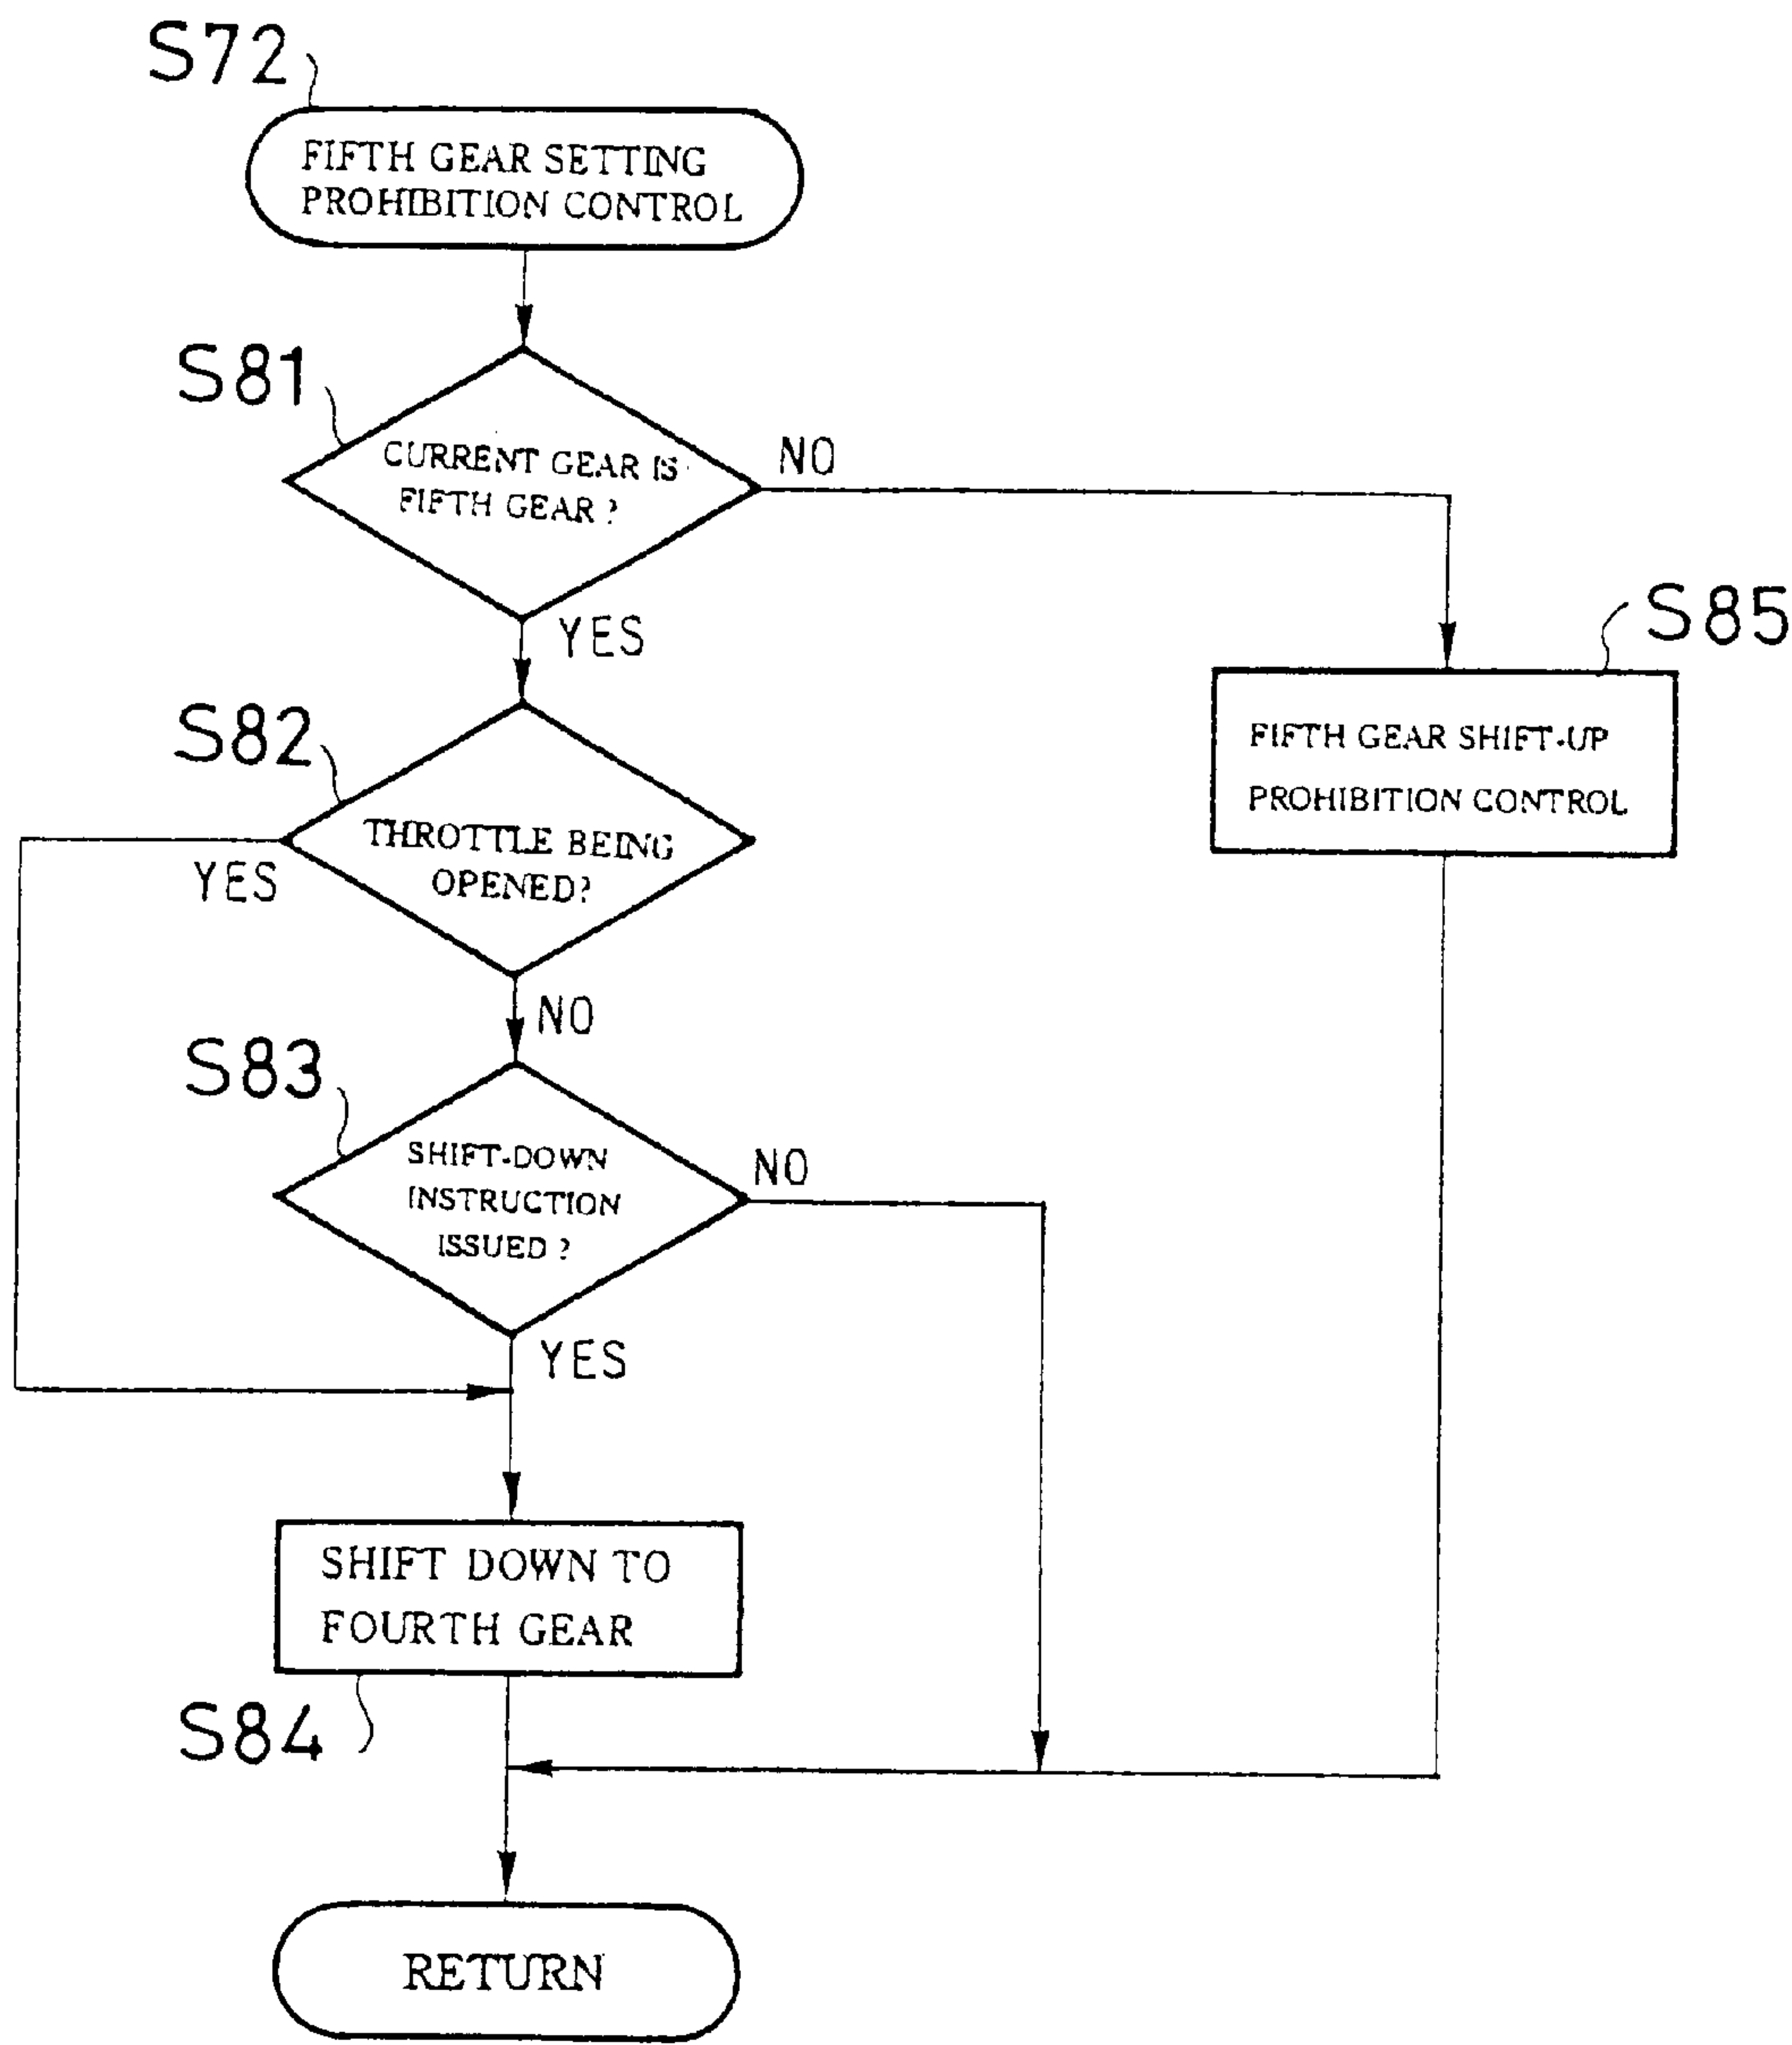 S72
FIFTH GEAR SETTING
PROHIBITION CONTROL
S81
CURRENT GEAR IS
FIFTH GEAR ?
NO
YES
S85
FIFTH GEAR SHIFT-UP
PROHIBITION CONTROL
S82
THROTTLE BEING
OPENED?
YES
NO
S83
SHIFT-DOWN
INSTRUCTION
ISSUED ?
NO
YES
SHIFT DOWN TO
FOURTH GEAR
S84
RETURN